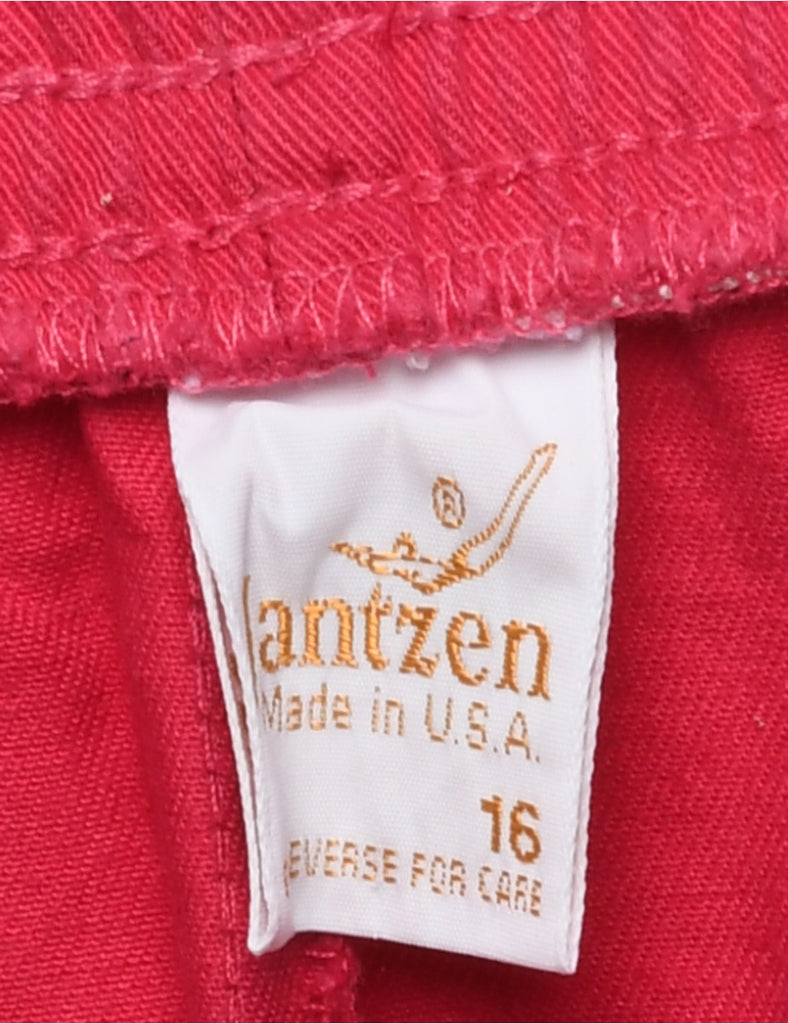 ®
Jantzen
Made in U.S.A.
16
REVERSE FOR CARE